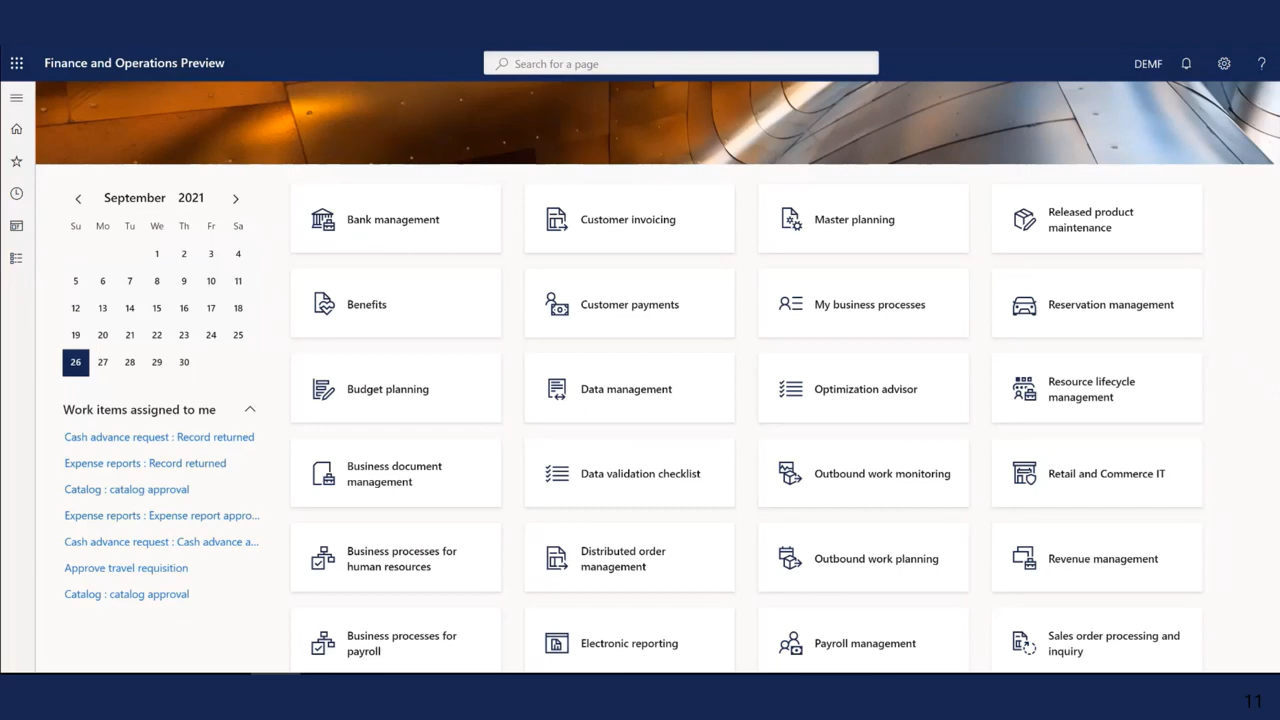 Finance and Operations Preview
Search for a page
DEMF
?
September 2021
Su Mo Tu We Th Fr Sa
1 2 3 4
5 6 7 8 9 10 11
12 13 14 15 16 17 18
19 20 21 22 23 24 25
26 27 28 29 30
Work items assigned to me
Cash advance request : Record returned
Expense reports : Record returned
Catalog : catalog approval
Expense reports : Expense report appro...
Cash advance request : Cash advance a...
Approve travel requisition
Catalog : catalog approval
Bank management
Customer invoicing
Master planning
Released product
maintenance
Benefits
Customer payments
My business processes
Reservation management
Budget planning
Data management
Optimization advisor
Resource lifecycle
management
Business document
management
Data validation checklist
Outbound work monitoring
Retail and Commerce IT
Business processes for
human resources
Distributed order
management
Outbound work planning
Revenue management
Business processes for
payroll
Electronic reporting
Payroll management
Sales order processing and
inquiry
11